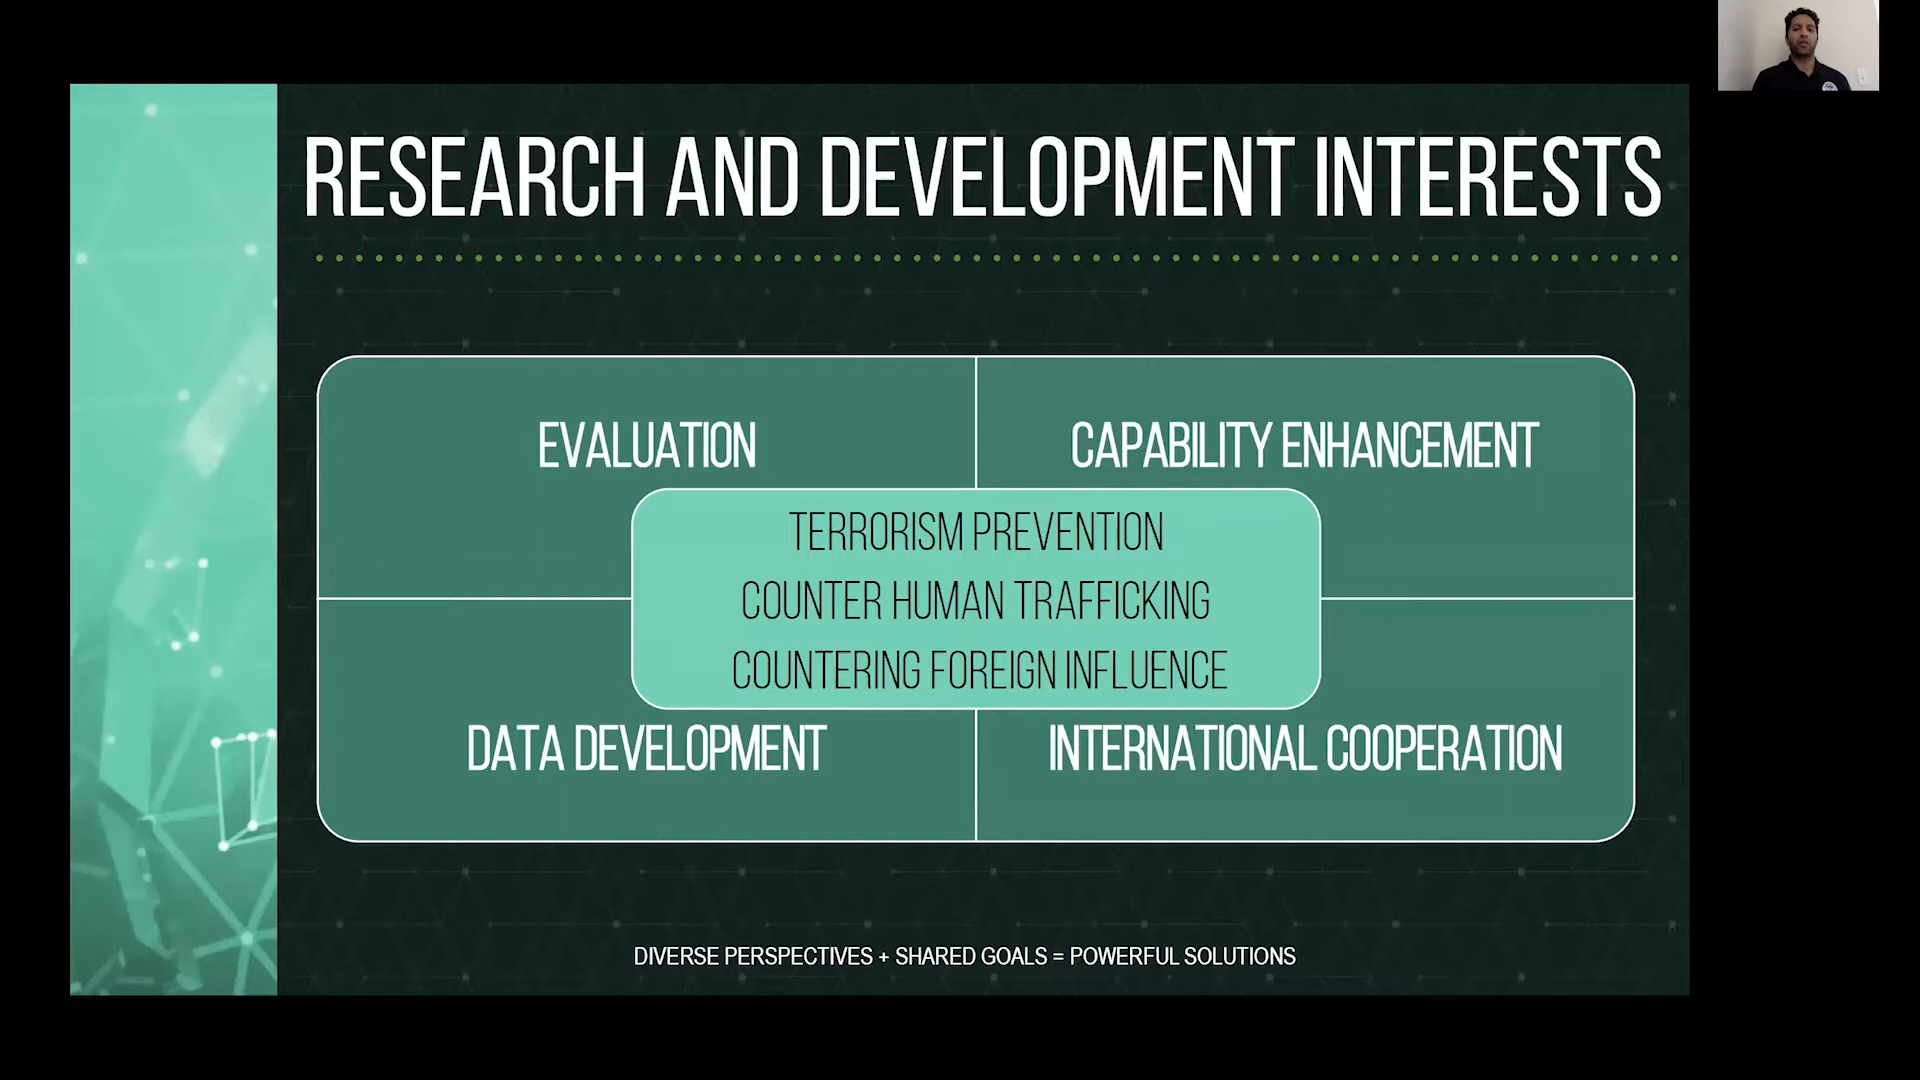 RESEARCH AND DEVELOPMENT INTERESTS
EVALUATION
CAPABILITY ENHANCEMENT
TERRORISM PREVENTION
COUNTER HUMAN TRAFFICKING
COUNTERING FOREIGN INFLUENCE
DATA DEVELOPMENT
INTERNATIONAL COOPERATION
DIVERSE PERSPECTIVES + SHARED GOALS = POWERFUL SOLUTIONS